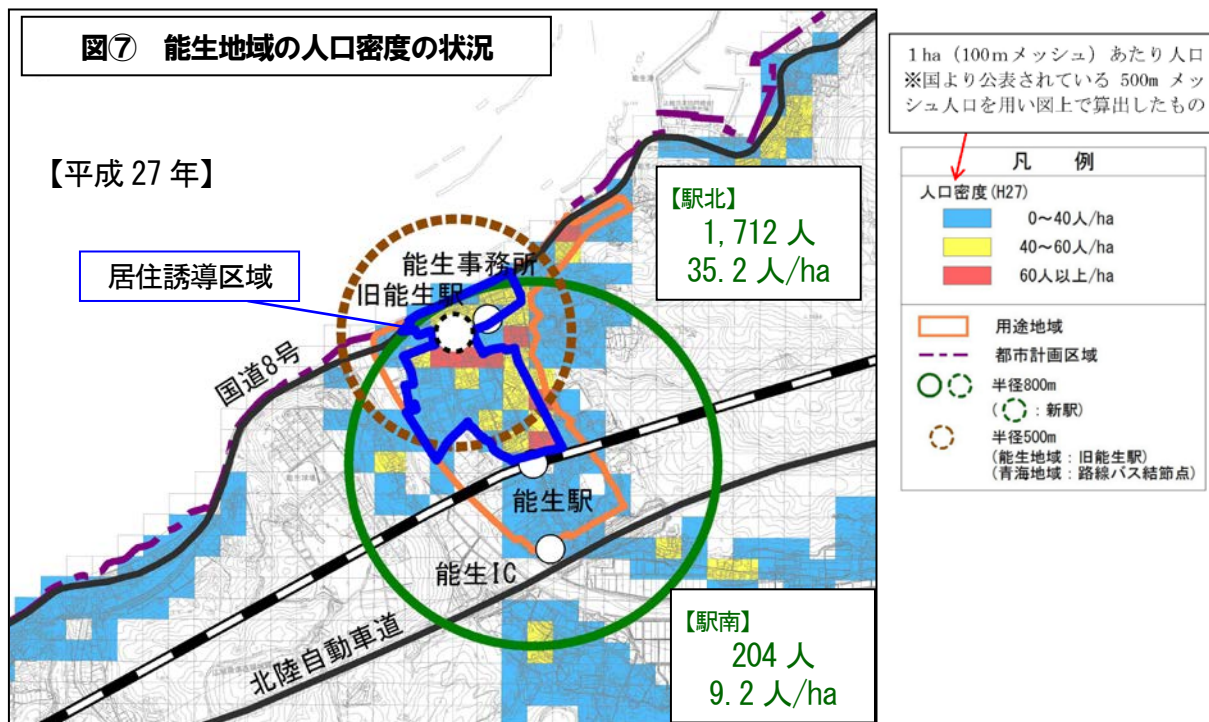 図⑦ 能生地域の人口密度の状況
【平成 27 年】
居住誘導区域
能生事務所
旧能生駅
国道8号
能生駅
能生IC
北陸自動車道
【駅北】
1,712 人
35.2 人/ha
【駅南】
204 人
9.2 人/ha
1ha（100mメッシュ）あたり人口
※国より公表されている 500m メッ
シュ人口を用い図上で算出したもの
凡 例
人口密度(H27)
0～40人/ha
40～60人/ha
60人以上/ha
用途地域
都市計画区域
半径800m
( : 新駅)
半径500m
(能生地域：旧能生駅)
(青海地域：路線バス結節点)